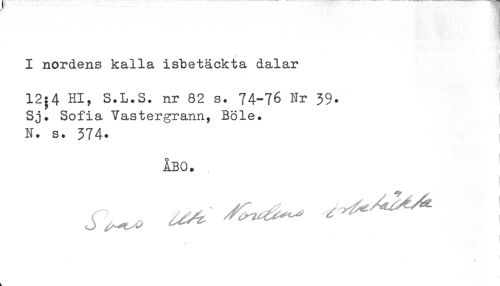 I nordens kalla isbetäckta dalar
12;4 HI, S.L.S. nr 82 s. 74-76 Nr 39.
Sj. Sofia Vastergrann, Böle.
N. s. 374.
ÅBO.
Svas Uti Nordens isbetäckta